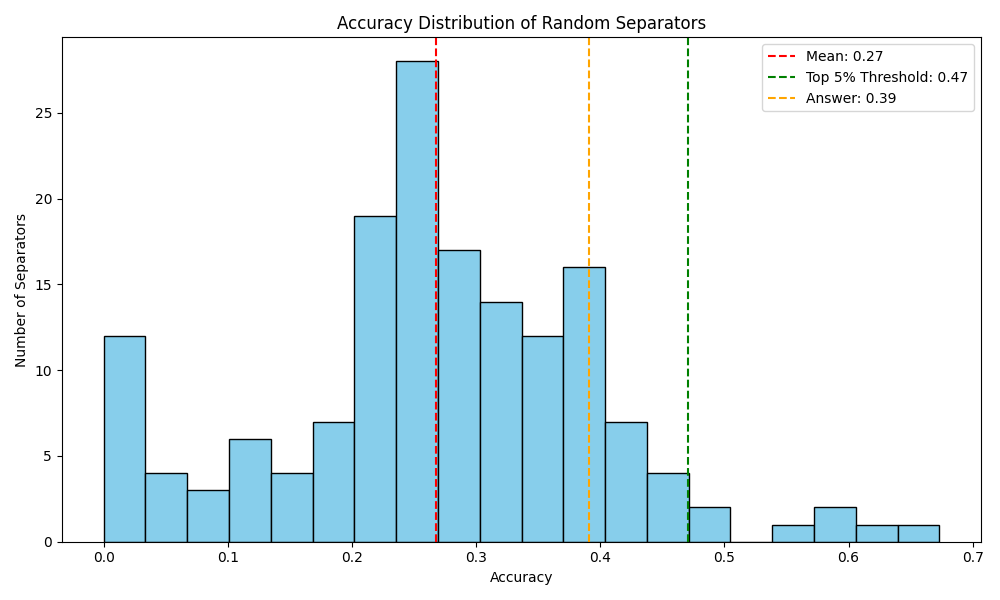 Accuracy Distribution of Random Separators
Mean: 0.27
Top 5% Threshold: 0.47
Answer: 0.39
Number of Separators
25
20
15
10
5
0
0.0 0.1 0.2 0.3 0.4 0.5 0.6 0.7
Accuracy